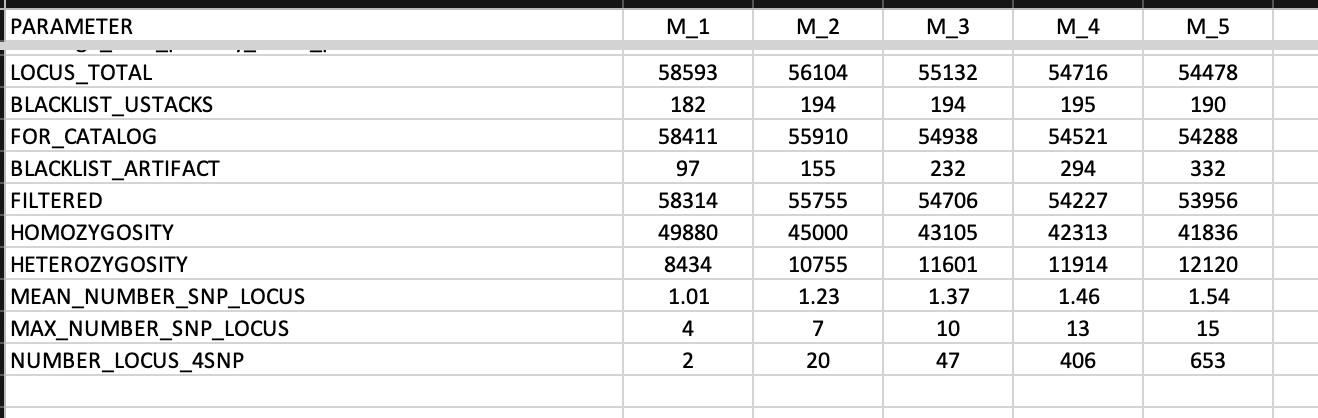 PARAMETER M_1 M_2 M_3 M_4 M_5
LOCUS_TOTAL 58593 56104 55132 54716 54478
BLACKLIST_USTACKS 182 194 194 195 190
FOR_CATALOG 58411 55910 54938 54521 54288
BLACKLIST_ARTIFACT 97 155 232 294 332
FILTERED 58314 55755 54706 54227 53956
HOMOZYGOSITY 49880 45000 43105 42313 41836
HETEROZYGOSITY 8434 10755 11601 11914 12120
MEAN_NUMBER_SNP_LOCUS 1.01 1.23 1.37 1.46 1.54
MAX_NUMBER_SNP_LOCUS 4 7 10 13 15
NUMBER_LOCUS_4SNP 2 20 47 406 653